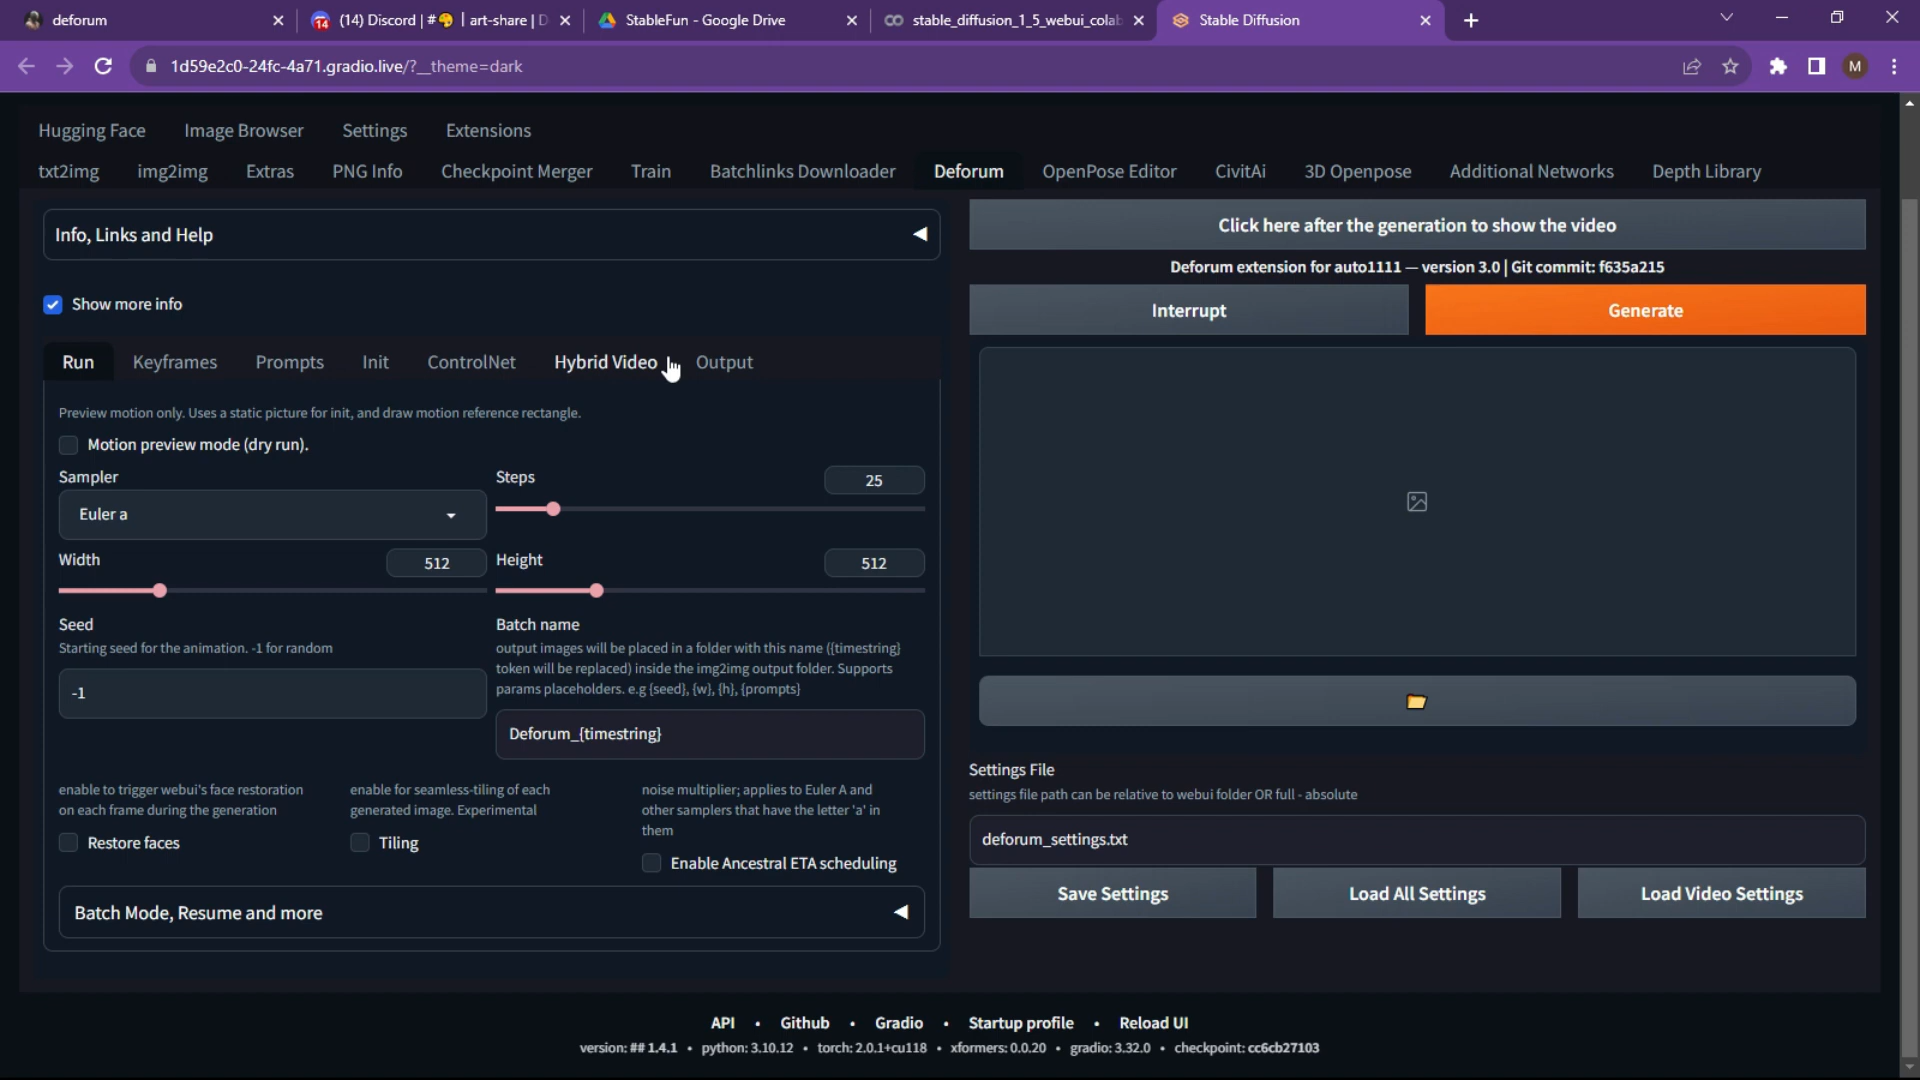 deforum
(14) Discord | # | art-share | D
StableFun - Google Drive
stable_diffusion_1_5_webui_colab
Stable Diffusion
1d59e2c0-24fc-4a71.gradio.live/?__theme=dark
M
Hugging Face
Image Browser
Settings
Extensions
txt2img
img2img
Extras
PNG Info
Checkpoint Merger
Train
Batchlinks Downloader
Deforum
OpenPose Editor
CivitAi
3D Openpose
Additional Networks
Depth Library
Info, Links and Help
Show more info
Run
Keyframes
Prompts
Init
ControlNet
Hybrid Video
Output
Preview motion only. Uses a static picture for init, and draw motion reference rectangle.
Motion preview mode (dry run).
Sampler
Euler a
Steps
25
Width
512
Height
512
Seed
Starting seed for the animation. -1 for random
-1
Batch name
output images will be placed in a folder with this name ({timestring}
token will be replaced) inside the img2img output folder. Supports
params placeholders. e.g {seed}, {w}, {h}, {prompts}
Deforum_{timestring}
enable to trigger webui's face restoration
on each frame during the generation
Restore faces
enable for seamless-tiling of each
generated image. Experimental
Tiling
noise multiplier; applies to Euler A and
other samplers that have the letter 'a' in
them
Enable Ancestral ETA scheduling
Batch Mode, Resume and more
Click here after the generation to show the video
Deforum extension for auto1111 — version 3.0 | Git commit: f635a215
Interrupt
Generate
Settings File
settings file path can be relative to webui folder OR full - absolute
deforum_settings.txt
Save Settings
Load All Settings
Load Video Settings
API • Github • Gradio • Startup profile • Reload UI
version: ## 1.4.1 • python: 3.10.12 • torch: 2.0.1+cu118 • xformers: 0.0.20 • gradio: 3.32.0 • checkpoint: cc6cb27103